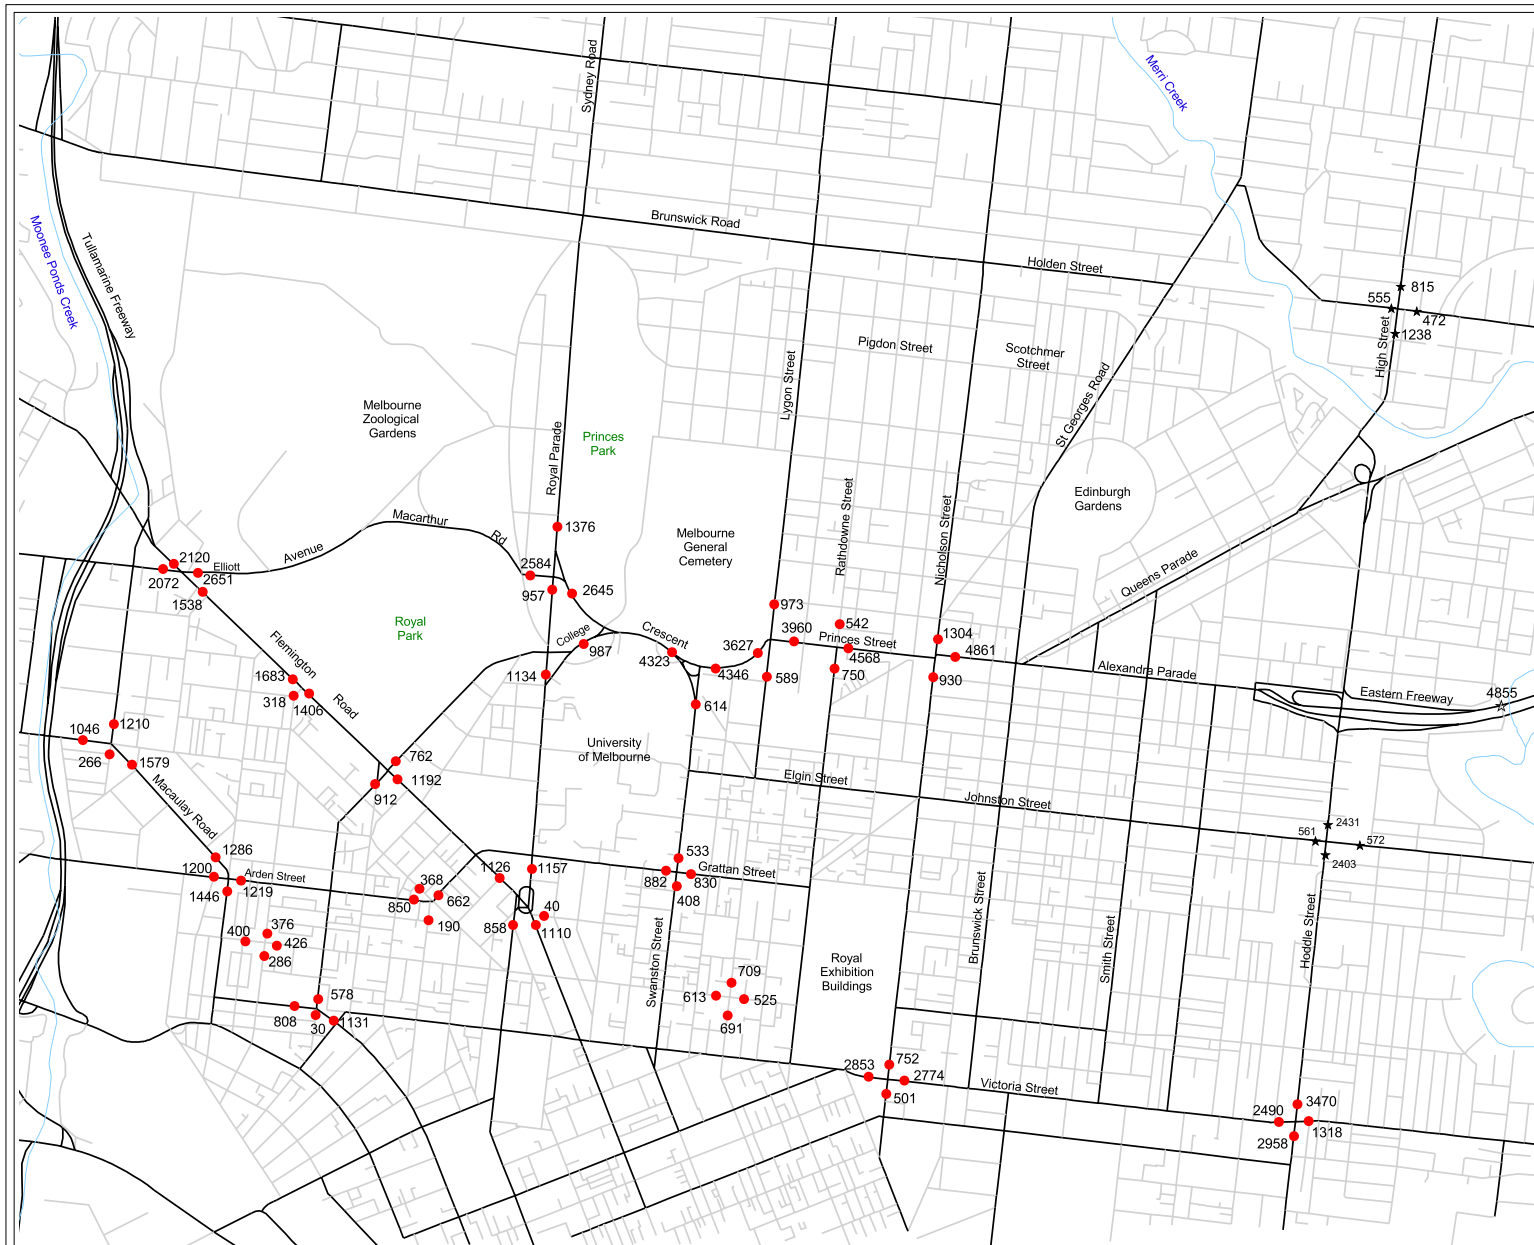 Sydney Road
Merri Creek
Moonee Ponds Creek
Tullamarine Freeway
Brunswick Road
Holden Street
815
555
472
1238
High Street
Pigdon Street
Scotchmer
Street
Lygon Street
St Georges Road
Melbourne
Zoological
Gardens
Princes
Park
Royal Parade
Edinburgh
Gardens
Macarthur
Rd
1376
Avenue
Elliott
Melbourne
General
Cemetery
Rathdowne Street
Nicholson Street
Queens Parade
2120
2072
2651
1538
2584
957
2645
973
542
3960
Princes Street
1304
4568
4861
Royal
Park
College
987
Crescent
4323
3627
4346
589
750
930
Alexandra Parade
Eastern Freeway
4855
Flemington
Road
1683
318
1406
1134
614
1210
1046
266
1579
762
1192
912
University
of Melbourne
Elgin Street
Johnston Street
Macaulay Road
2431
561
572
2403
1286
1200
Arden Street
1219
1446
368
850
662
190
1126
1157
533
882
830
Grattan Street
408
858
40
1110
376
400
426
286
Swanston Street
Royal
Exhibition
Buildings
Brunswick Street
Smith Street
Hoddle Street
709
613
525
691
578
808
30
1131
2853
752
2774
501
Victoria Street
3470
2490
1318
2958